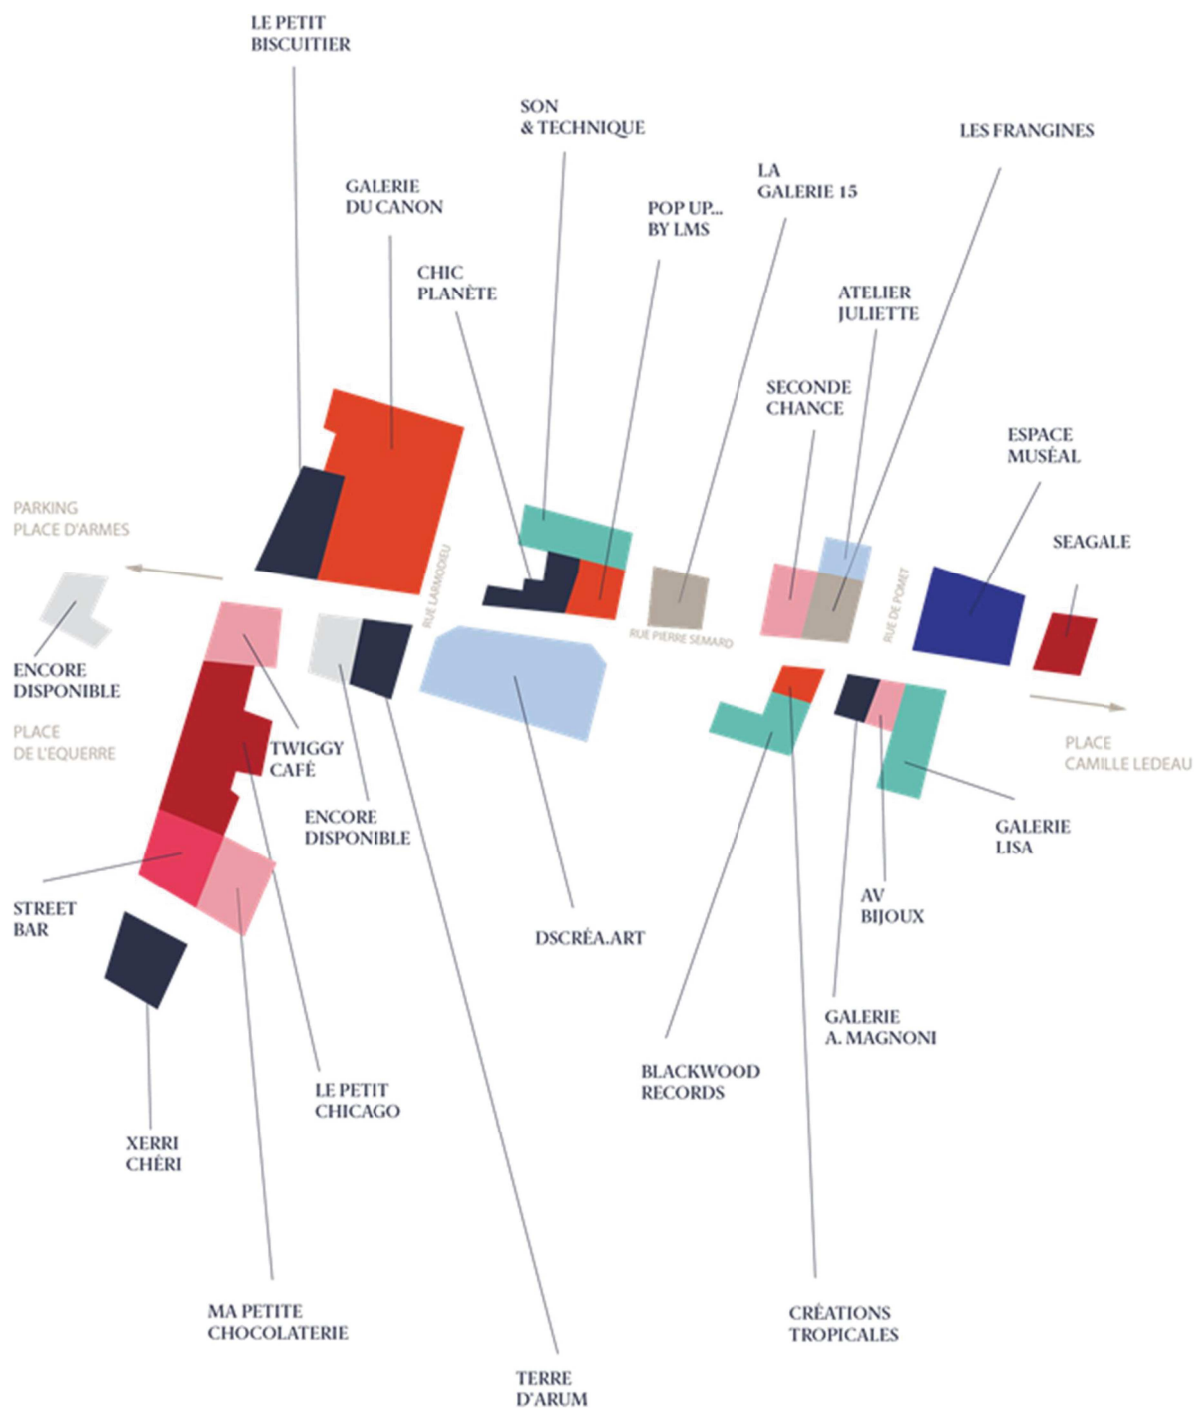 LE PETIT
BISCUITIER
SON
& TECHNIQUE
LES FRANGINES
LA
GALERIE 15
GALERIE
DU CANON
POP UP...
BY LMS
CHIC
PLANÈTE
ATELIER
JULIETTE
SECONDE
CHANCE
ESPACE
MUSÉAL
SEAGALE
PARKING
PLACE D'ARMES
RUE LARMODIEU
RUE PIERRE SEMARD
RUE DE POMET
ENCORE
DISPONIBLE
PLACE
DE L'EQUERRE
TWIGGY
CAFÉ
PLACE
CAMILLE LEDEAU
ENCORE
DISPONIBLE
GALERIE
LISA
STREET
BAR
AV
BIJOUX
DSCRÉA.ART
GALERIE
A. MAGNONI
BLACKWOOD
RECORDS
LE PETIT
CHICAGO
XERRI
CHÉRI
MA PETITE
CHOCOLATERIE
CRÉATIONS
TROPICALES
TERRE
D'ARUM